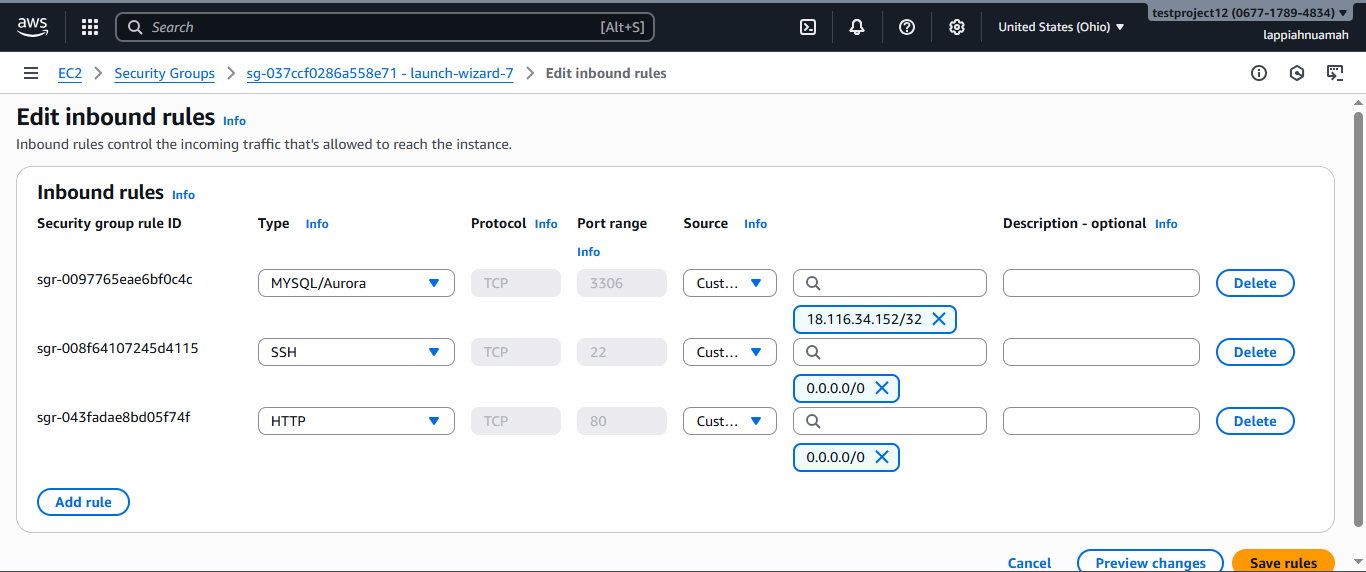 testproject12 (0677-1789-4834)
aws Search [Alt+S] United States (Ohio)
lappiahnuamah
EC2 > Security Groups > sg-037ccf0286a558e71 - launch-wizard-7 > Edit inbound rules
Edit inbound rules Info
Inbound rules control the incoming traffic that's allowed to reach the instance.
Inbound rules Info
Security group rule ID Type Info Protocol Info Port range Source Info Description - optional Info
Info
sgr-0097765eae6bf0c4c MYSQL/Aurora TCP 3306 Cust... Delete
18.116.34.152/32
sgr-008f64107245d4115 SSH TCP 22 Cust... Delete
0.0.0.0/0
sgr-043fadae8bd05f74f HTTP TCP 80 Cust... Delete
0.0.0.0/0
Add rule
Cancel Preview changes Save rules